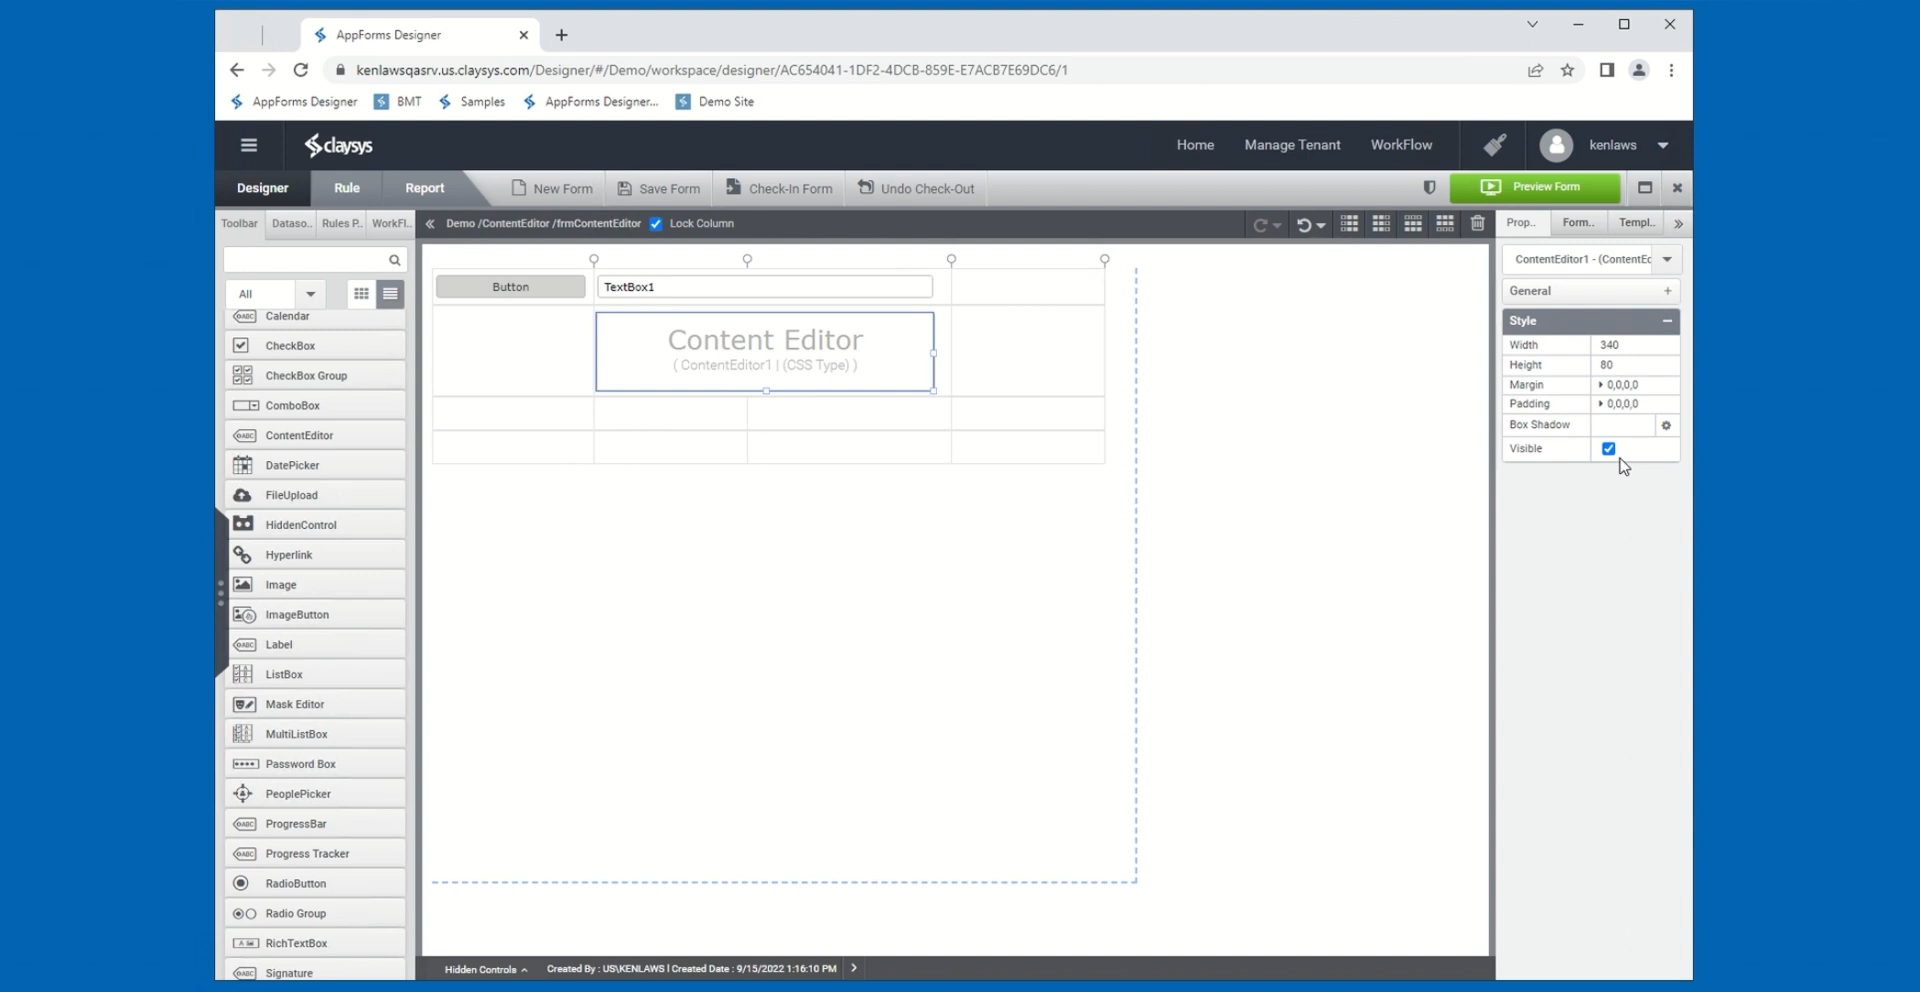 AppForms Designer
kenlawsqasrv.us.claysys.com/Designer/#/Demo/workspace/designer/AC654041-1DF2-4DCB-859E-E7ACB7E69DC6/1
AppForms Designer BMT Samples AppForms Designer... Demo Site
claysys Home Manage Tenant WorkFlow kenlaws
Designer Rule Report New Form Save Form Check-In Form Undo Check-Out Preview Form
Toolbar Dataso.. Rules P.. WorkFl.. Demo /ContentEditor /frmContentEditor Lock Column Prop.. Form.. Templ..
All
Calendar
CheckBox
CheckBox Group
ComboBox
ContentEditor
DatePicker
FileUpload
HiddenControl
Hyperlink
Image
ImageButton
Label
ListBox
Mask Editor
MultiListBox
Password Box
PeoplePicker
ProgressBar
Progress Tracker
RadioButton
Radio Group
RichTextBox
Signature
Button TextBox1
Content Editor
( ContentEditor1 | (CSS Type) )
Hidden Controls Created By : US\KENLAWS | Created Date : 9/15/2022 1:16:10 PM
ContentEditor1 - (ContentEc
General +
Style
Width 340
Height 80
Margin 0,0,0,0
Padding 0,0,0,0
Box Shadow
Visible